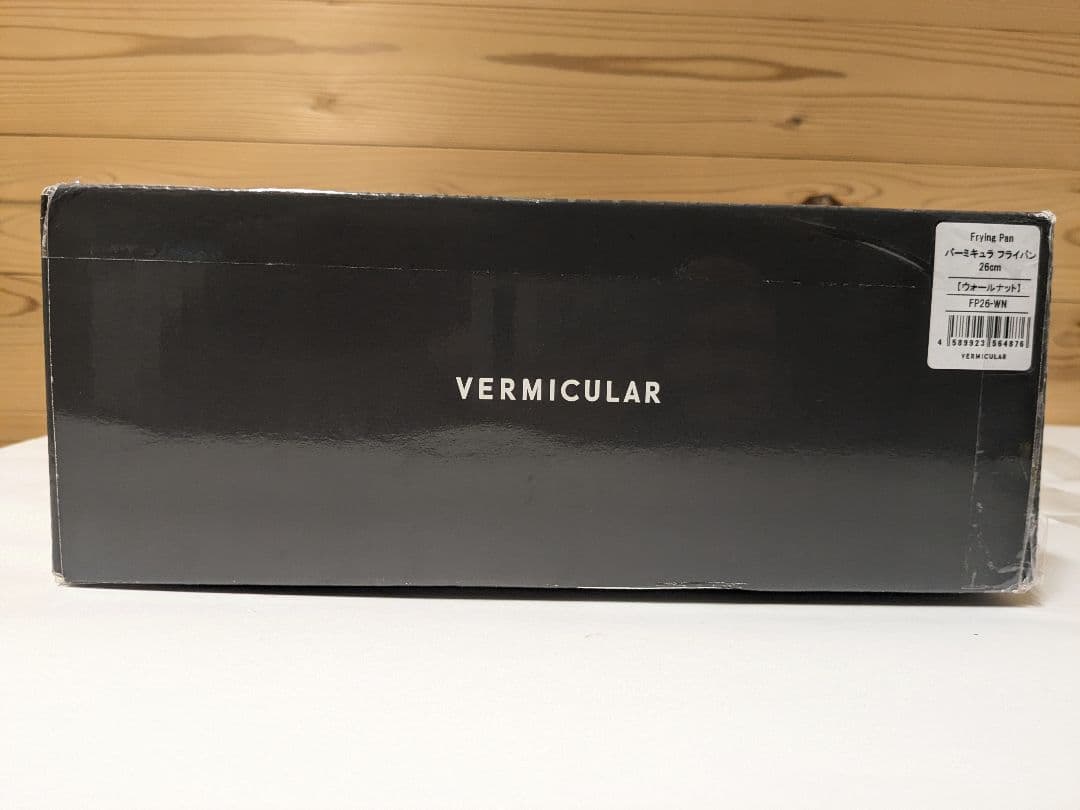 VERMICULAR
Frying Pan
バーミキュラ フライパン
26cm
[ウォールナット]
FP26-WN
4 589923 564876
VERMICULAR